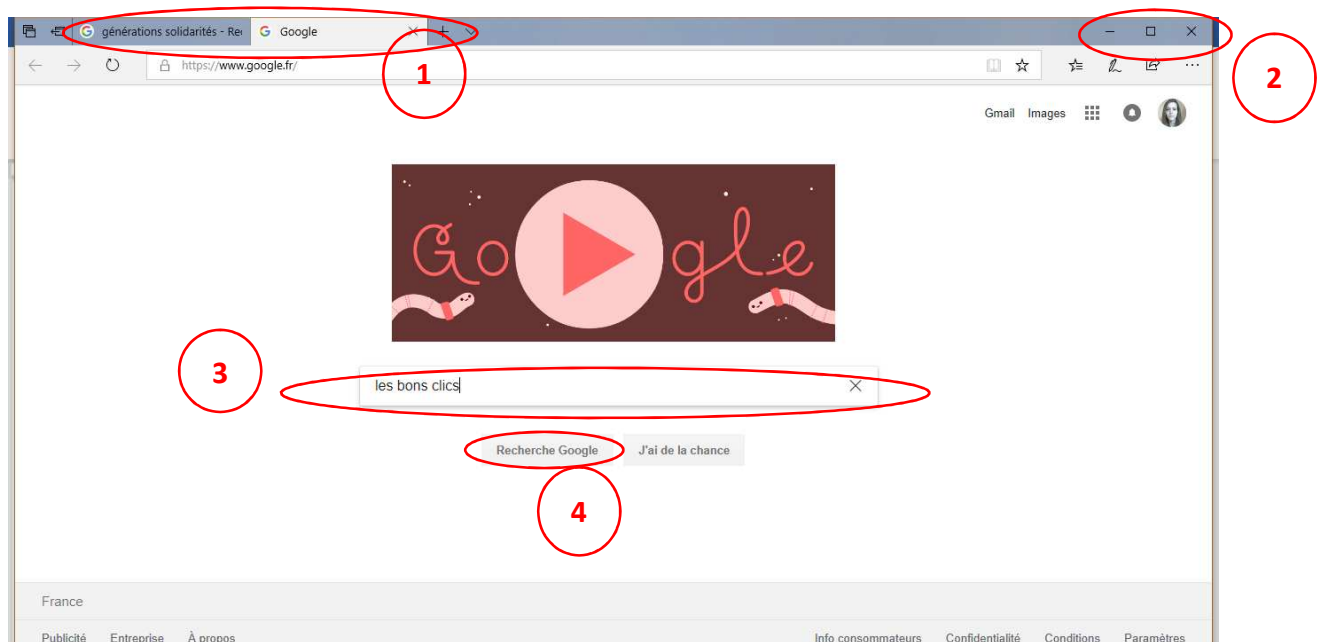 générations solidarités - Re
Google
1
2
https://www.google.fr/
Gmail Images
Google
3
les bons clics
Recherche Google
J'ai de la chance
4
France
Publicité Entreprise À propos
Info consommateurs Confidentialité Conditions Paramètres